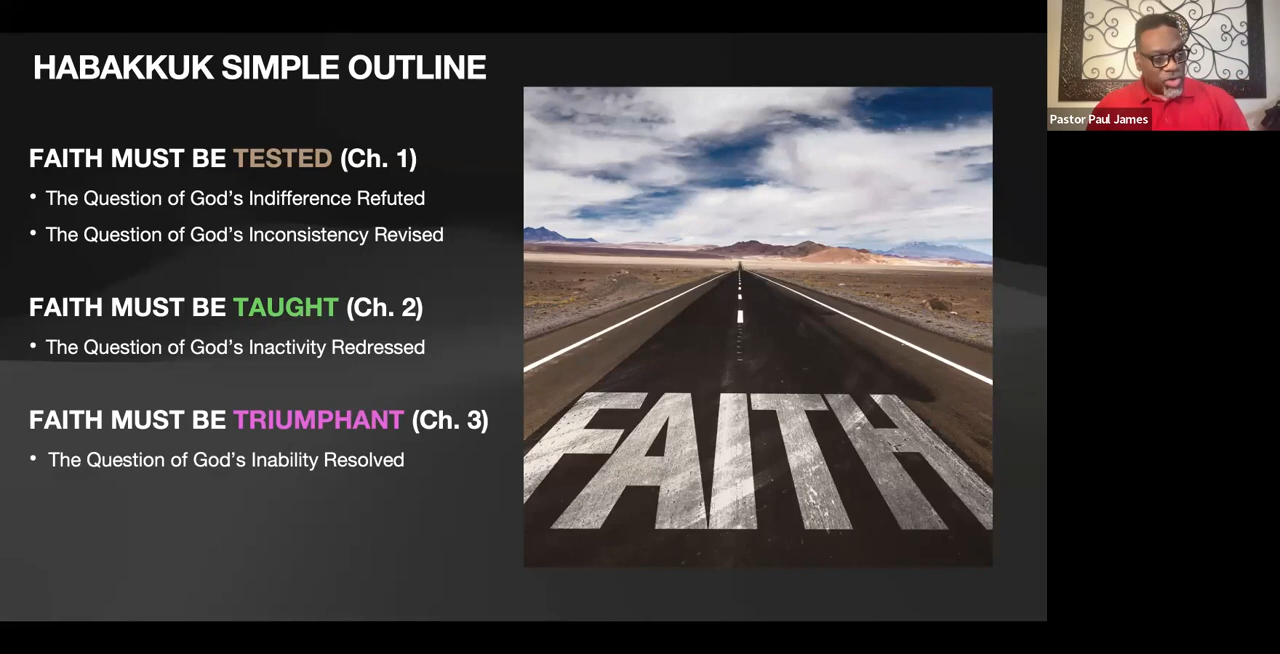 HABAKKUK SIMPLE OUTLINE
FAITH MUST BE TESTED (Ch. 1)
• The Question of God’s Indifference Refuted
• The Question of God’s Inconsistency Revised
FAITH MUST BE TAUGHT (Ch. 2)
• The Question of God’s Inactivity Redressed
FAITH MUST BE TRIUMPHANT (Ch. 3)
• The Question of God’s Inability Resolved
FAITH
Pastor Paul James